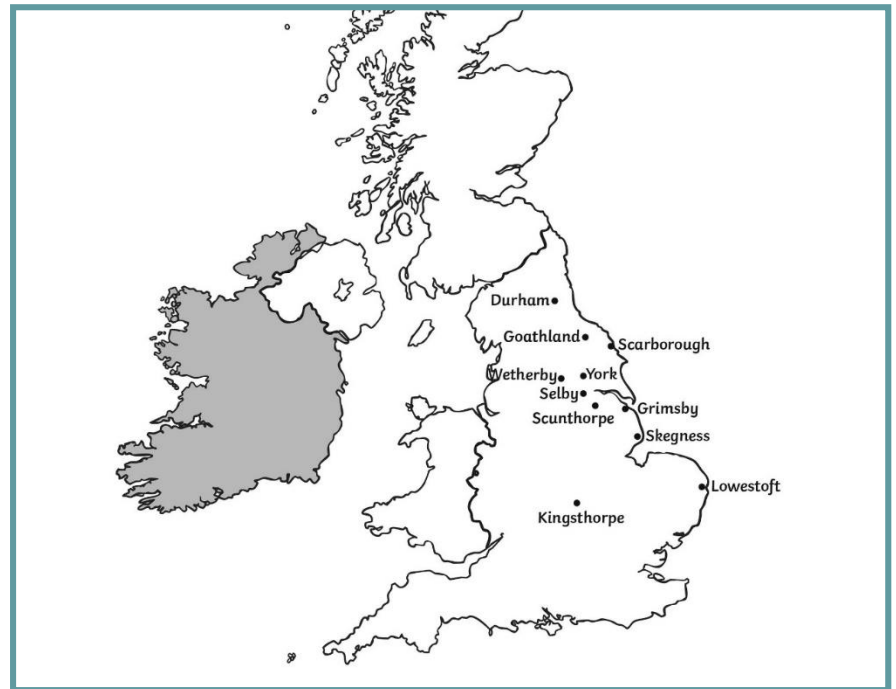 Durham
Goathland
Scarborough
Wetherby
York
Selby
Scunthorpe
Grimsby
Skegness
Lowestoft
Kingsthorpe